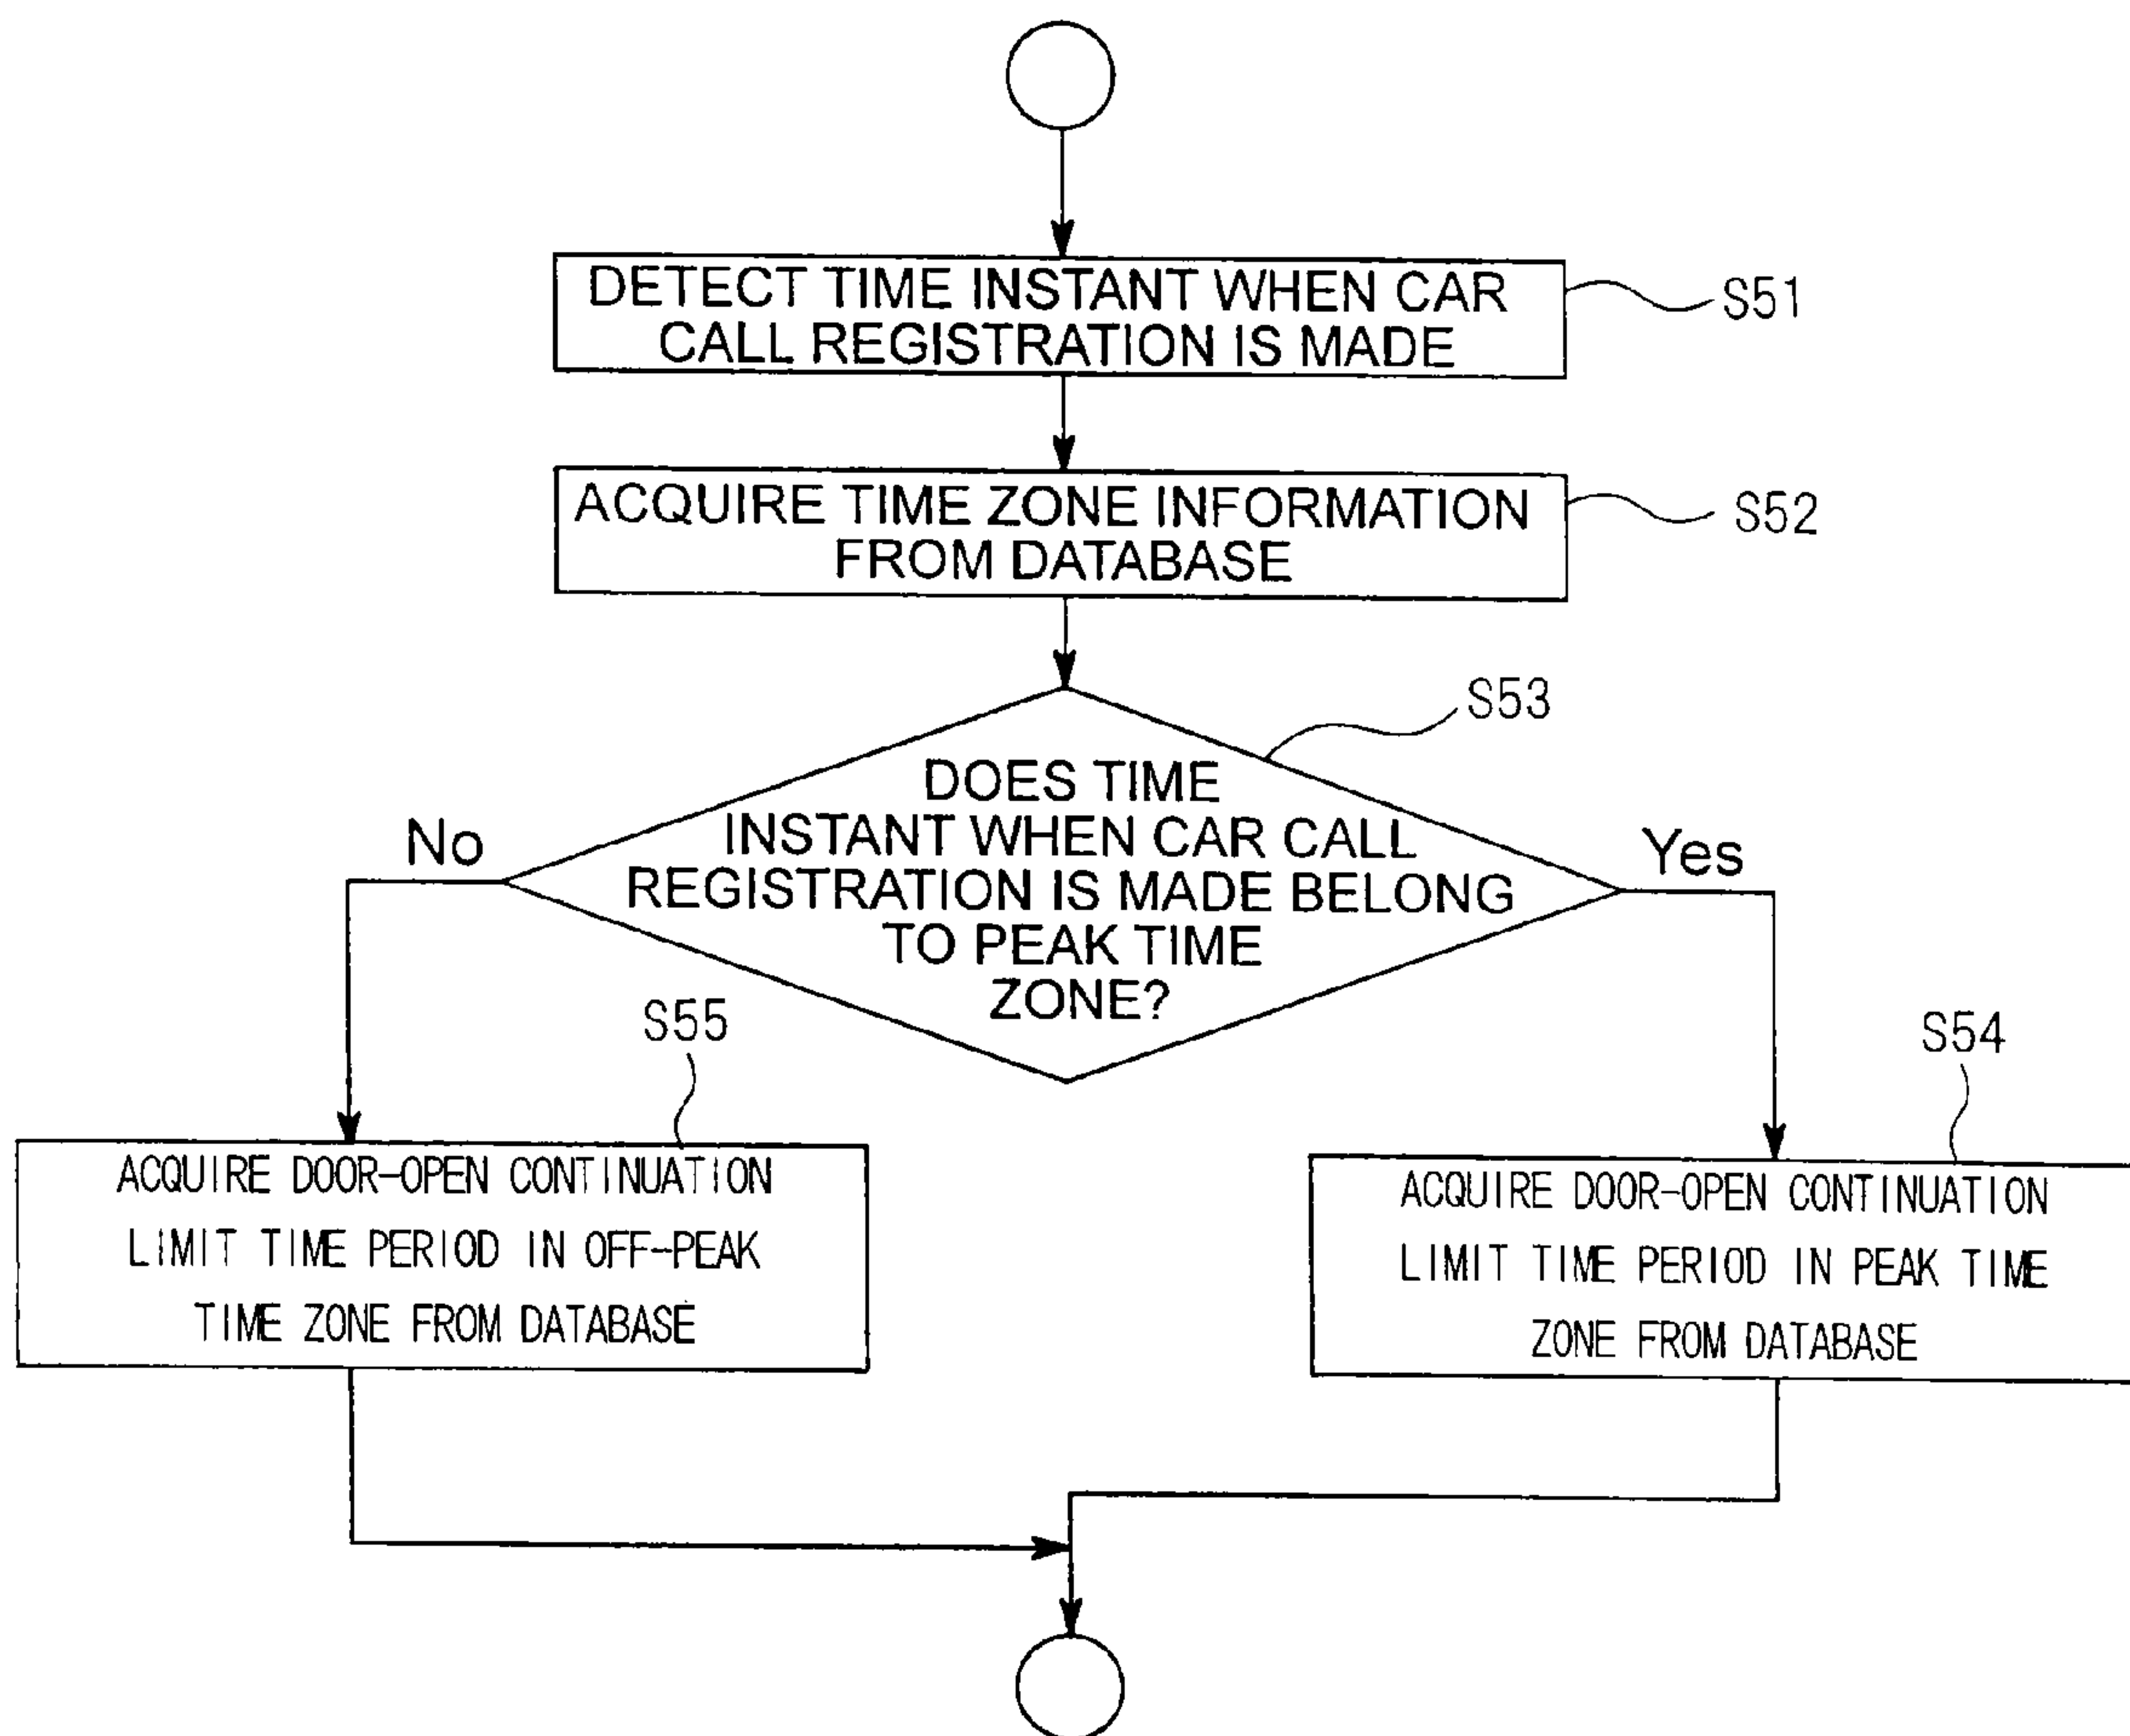 DETECT TIME INSTANT WHEN CAR
CALL REGISTRATION IS MADE
S51
ACQUIRE TIME ZONE INFORMATION
FROM DATABASE
S52
S53
DOES TIME
INSTANT WHEN CAR CALL
REGISTRATION IS MADE BELONG
TO PEAK TIME
ZONE?
No
Yes
S55
ACQUIRE DOOR-OPEN CONTINUATION
LIMIT TIME PERIOD IN OFF-PEAK
TIME ZONE FROM DATABASE
S54
ACQUIRE DOOR-OPEN CONTINUATION
LIMIT TIME PERIOD IN PEAK TIME
ZONE FROM DATABASE